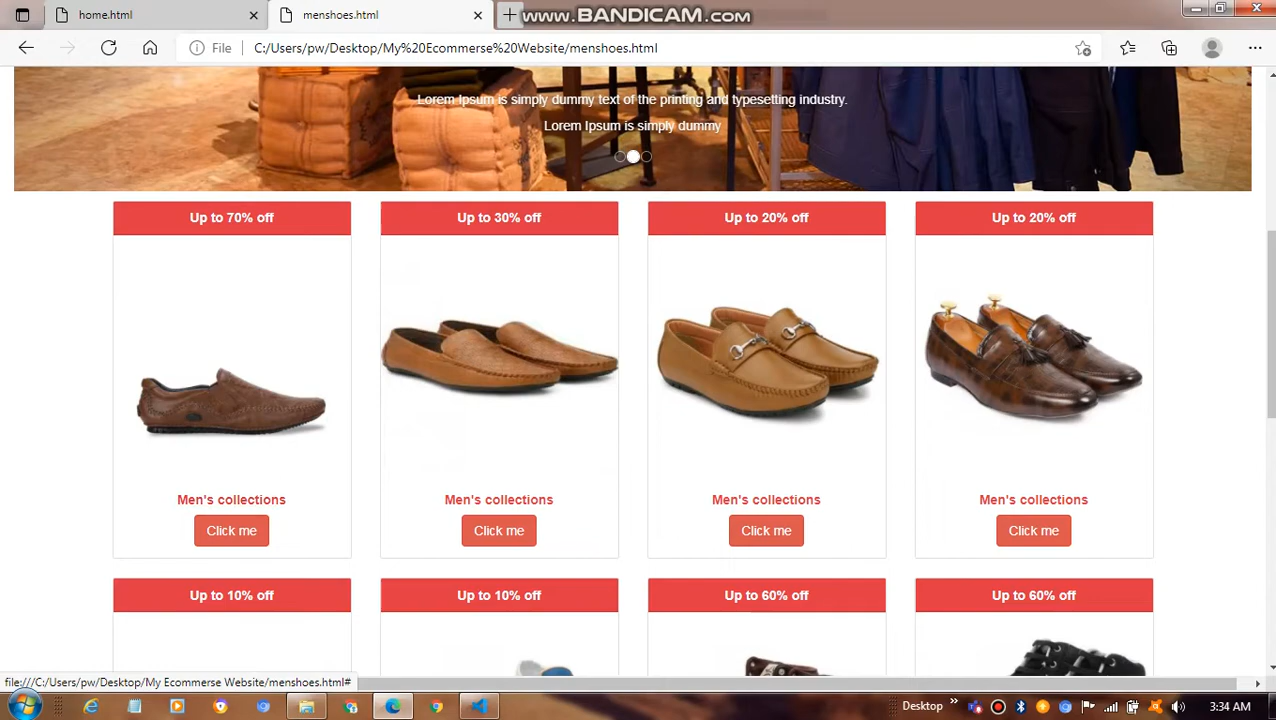 home.html
menshoes.html
www.BANDICAM.com
File
C:/Users/pw/Desktop/My%20Ecommerse%20Website/menshoes.html
Lorem Ipsum is simply dummy text of the printing and typesetting industry.
Lorem Ipsum is simply dummy
Up to 70% off
Up to 30% off
Up to 20% off
Up to 20% off
Men's collections
Men's collections
Men's collections
Men's collections
Click me
Click me
Click me
Click me
Up to 10% off
Up to 10% off
Up to 60% off
Up to 60% off
file:///C:/Users/pw/Desktop/My Ecommerse Website/menshoes.html#
Desktop
3:34 AM